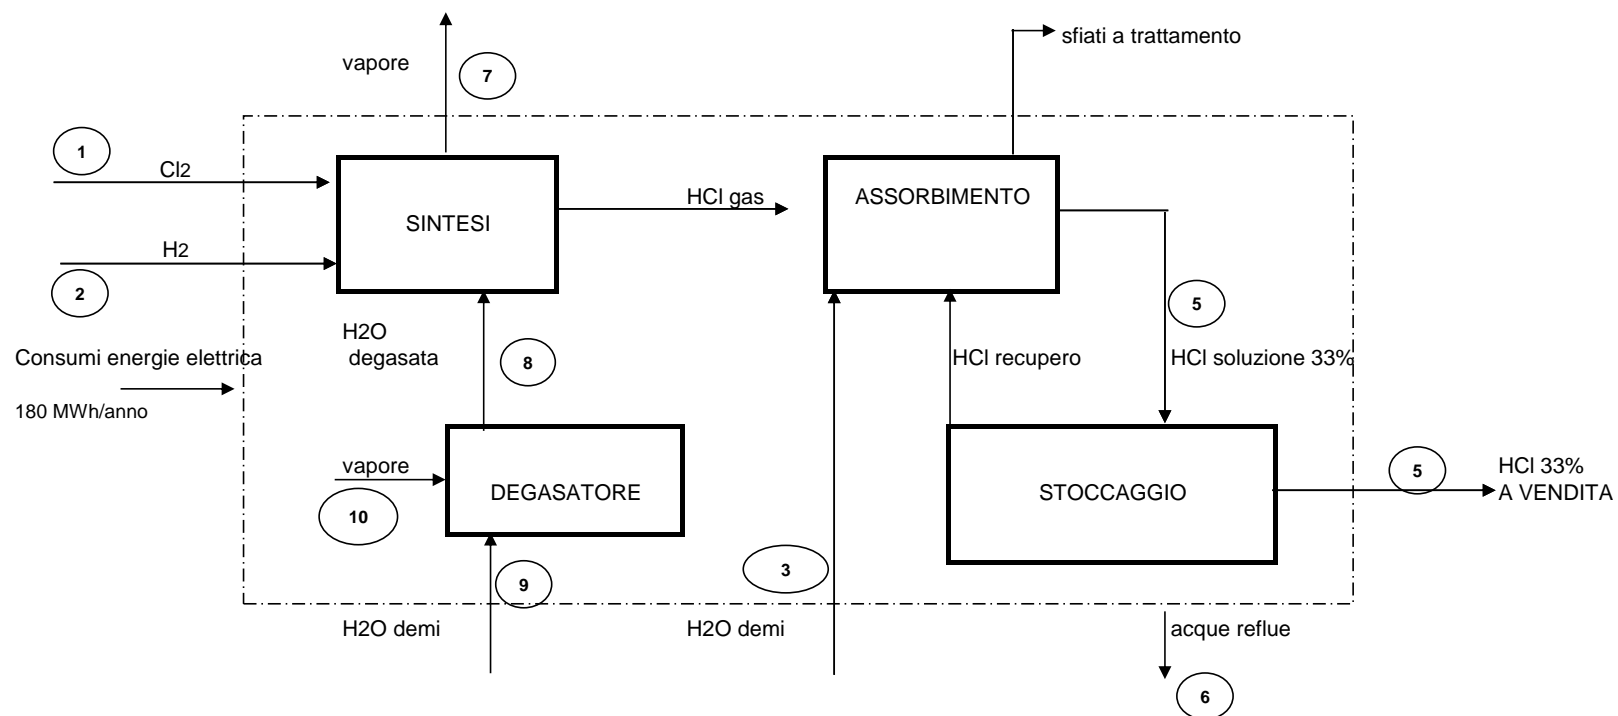 sfiati a trattamento
vapore
7
1
Cl2
HCl gas
ASSORBIMENTO
SINTESI
H2
2
5
H2O
degasata
8
HCl recupero
HCl soluzione 33%
Consumi energie elettrica
180 MWh/anno
vapore
10
DEGASATORE
STOCCAGGIO
5
HCl 33%
A VENDITA
9
3
H2O demi
H2O demi
acque reflue
6